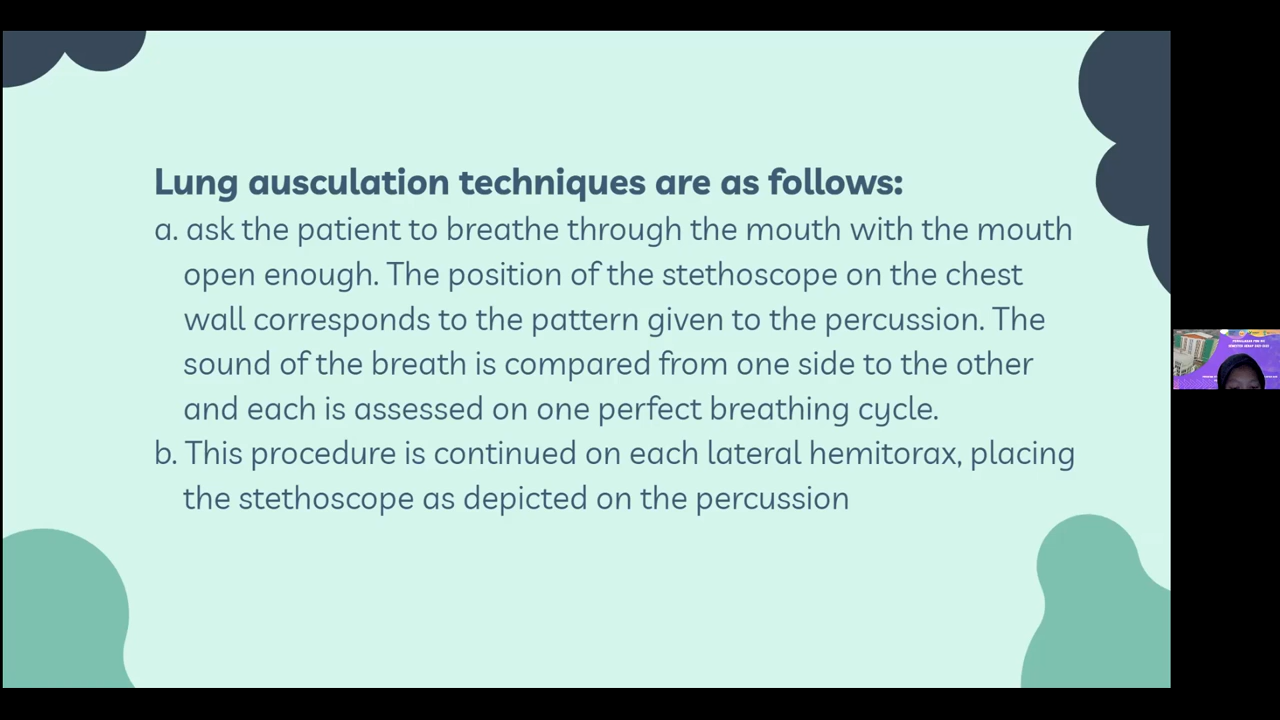 Lung ausculation techniques are as follows:
a. ask the patient to breathe through the mouth with the mouth
open enough. The position of the stethoscope on the chest
wall corresponds to the pattern given to the percussion. The
sound of the breath is compared from one side to the other
and each is assessed on one perfect breathing cycle.
b. This procedure is continued on each lateral hemitorax, placing
the stethoscope as depicted on the percussion